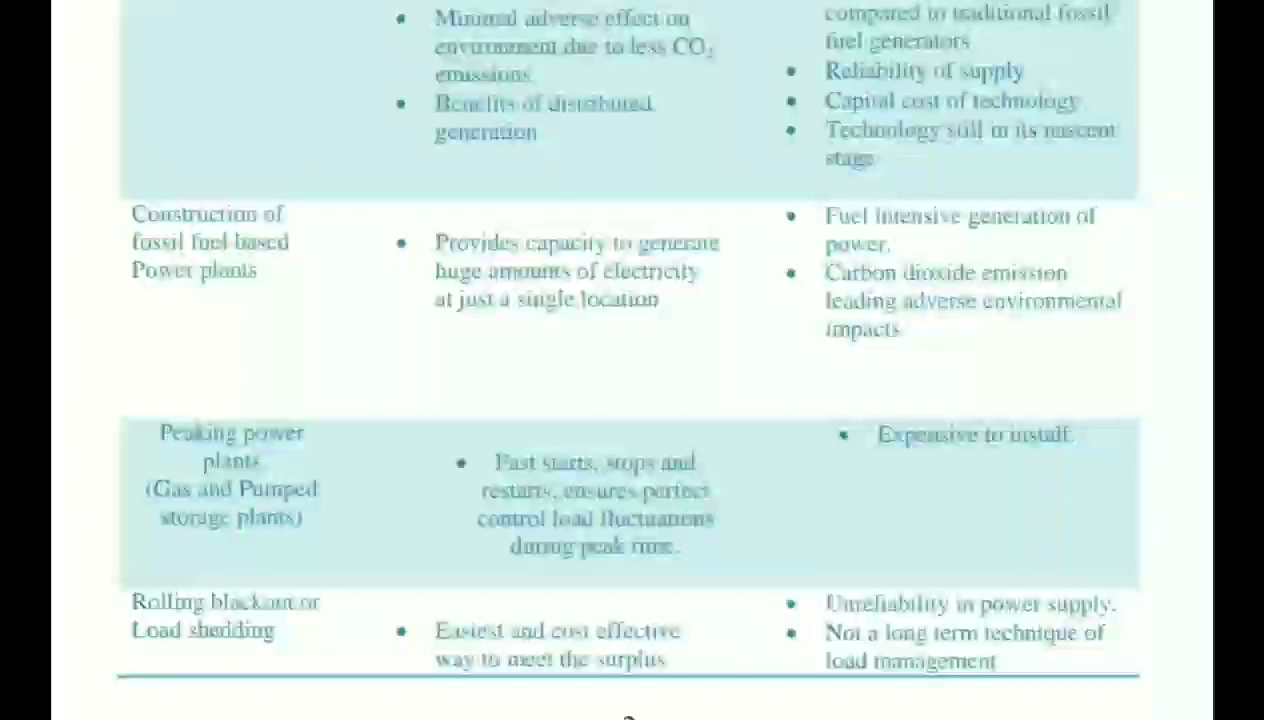 Minimal adverse effect on
environment due to less CO2
emissions
Benefits of distributed
generation
compared to traditional fossil
fuel generators
Reliability of supply
Capital cost of technology
Technology still in its nascent
stage
Construction of
fossil fuel based
Power plants
Provides capacity to generate
huge amounts of electricity
at just a single location
Fuel intensive generation of
power.
Carbon dioxide emission
leading adverse environmental
impacts
Peaking power
plants
(Gas and Pumped
storage plants)
Fast starts, stops and
restarts, ensures perfect
control load fluctuations
during peak time.
Expensive to install.
Rolling blackout or
Load shedding
Easiest and cost effective
way to meet the surplus
Unreliability in power supply.
Not a long term technique of
load management